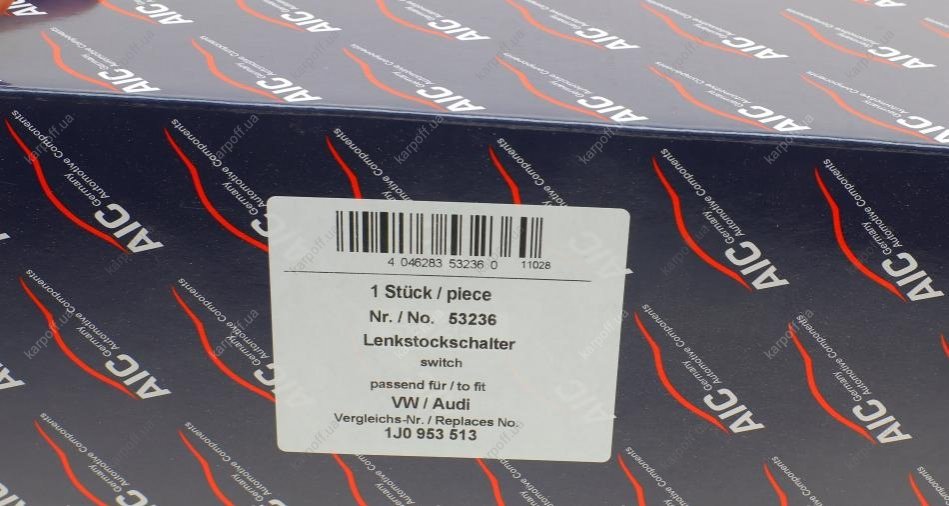 AIC Germany
Automotive Components
4 046283 53236 0 11028
1 Stück / piece
Nr. / No. 53236
Lenkstockschalter
switch
passend für / to fit
VW / Audi
Vergleichs-Nr. / Replaces No.
1J0 953 513
karpoff.ua